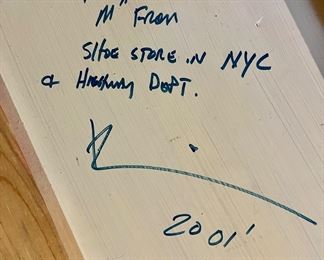 M" From
SHOE STORE IN NYC
& HIGHWAY DEPT.
2001'